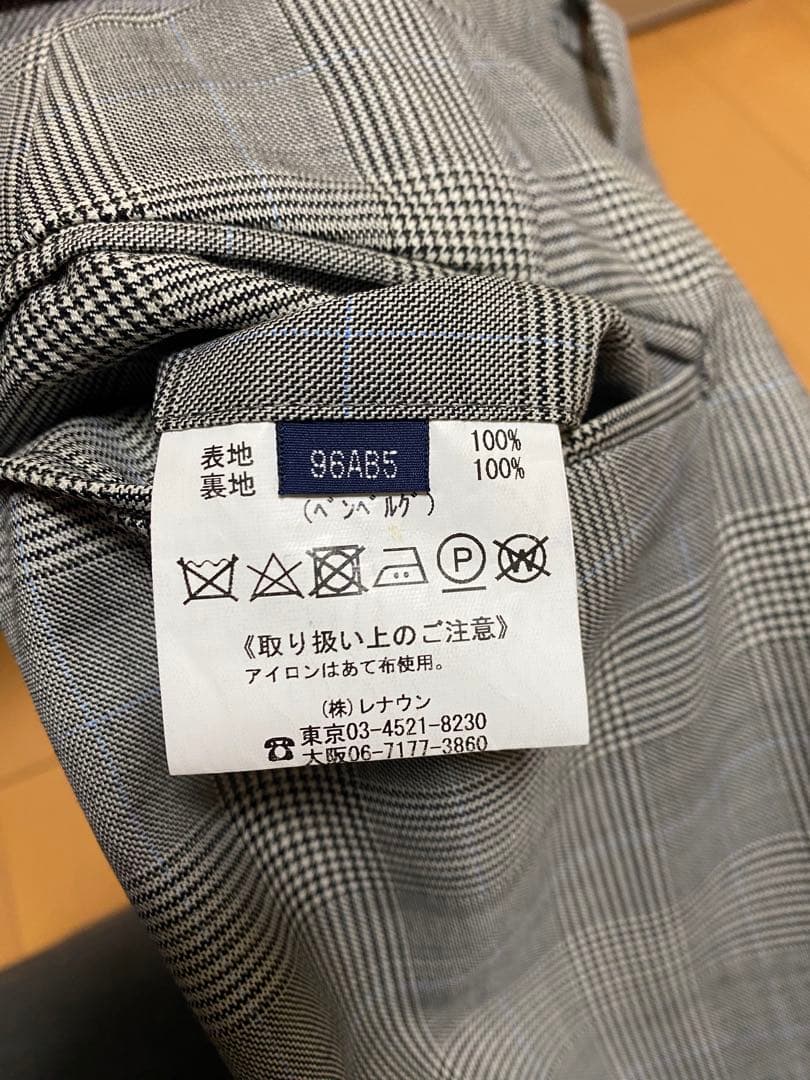 表地 100%
裏地 100%
96AB5
(ベンベルグ)
P
W
《取り扱い上のご注意》
アイロンはあて布使用。
(株)レナウン
東京03-4521-8230
大阪06-7177-3860